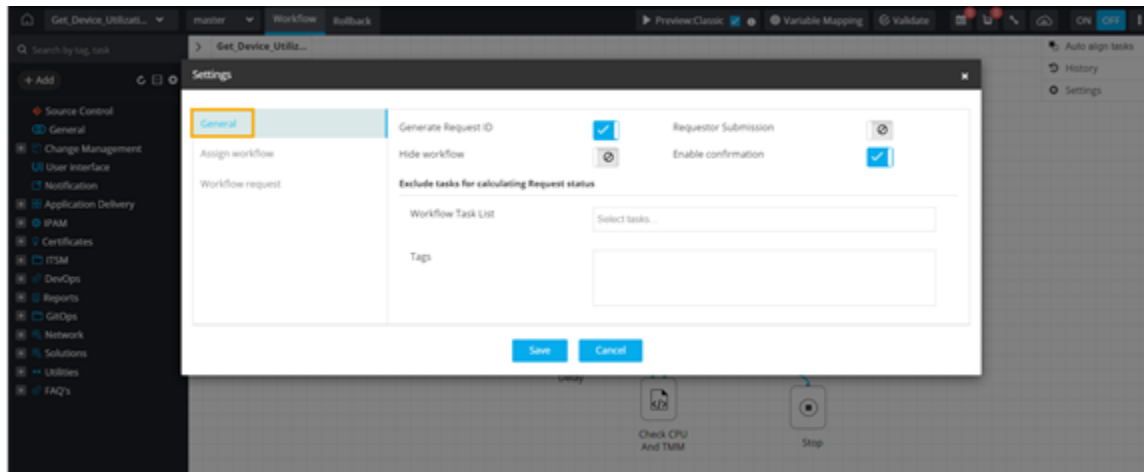 Get_Device_Utilizati... master Workflow Rollback Preview:Classic Variable Mapping Validate ON OFF
Search by tag, task
Get_Device_Utiliz...
Auto align tasks
+ Add
Settings
History
Settings
Source Control
General
Change Management
User Interface
Notification
Application Delivery
IPAM
Certificates
ITSM
DevOps
Reports
GitOps
Network
Solutions
Utilities
FAQ's
General
Assign workflow
Workflow request
Generate Request ID
Requestor Submission
Hide workflow
Enable confirmation
Exclude tasks for calculating Request status
Workflow Task List
Select tasks...
Tags
Save Cancel
Delay
Check CPU
And TMM
Stop